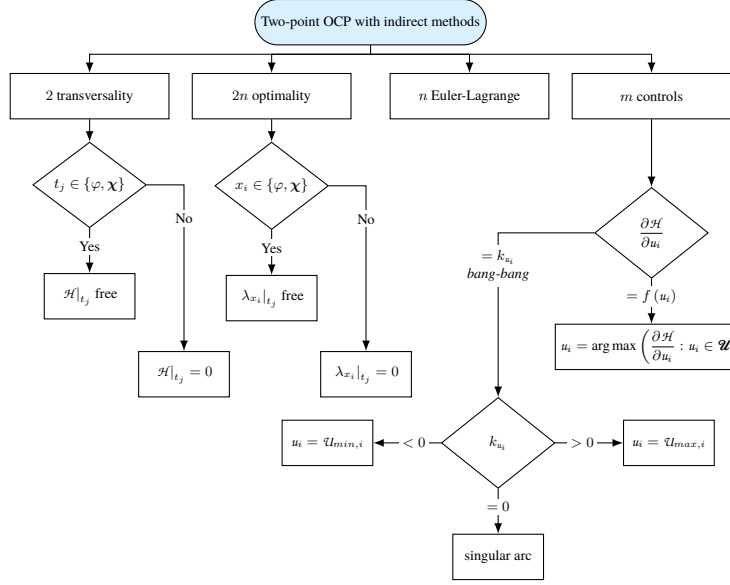 Two-point OCP with indirect methods
2 transversality
2n optimality
n Euler-Lagrange
m controls
t_j ∈ {φ, χ}
x_i ∈ {φ, χ}
∂ℋ/∂u_i
No
No
Yes
Yes
= k_{u_i}
bang-bang
= f (u_i)
ℋ|_{t_j} free
λ_{x_i}|_{t_j} free
u_i = arg max (∂ℋ/∂u_i : u_i ∈ 𝓤
ℋ|_{t_j} = 0
λ_{x_i}|_{t_j} = 0
u_i = 𝒰_{min,i}
< 0
k_{u_i}
> 0
u_i = 𝒰_{max,i}
= 0
singular arc